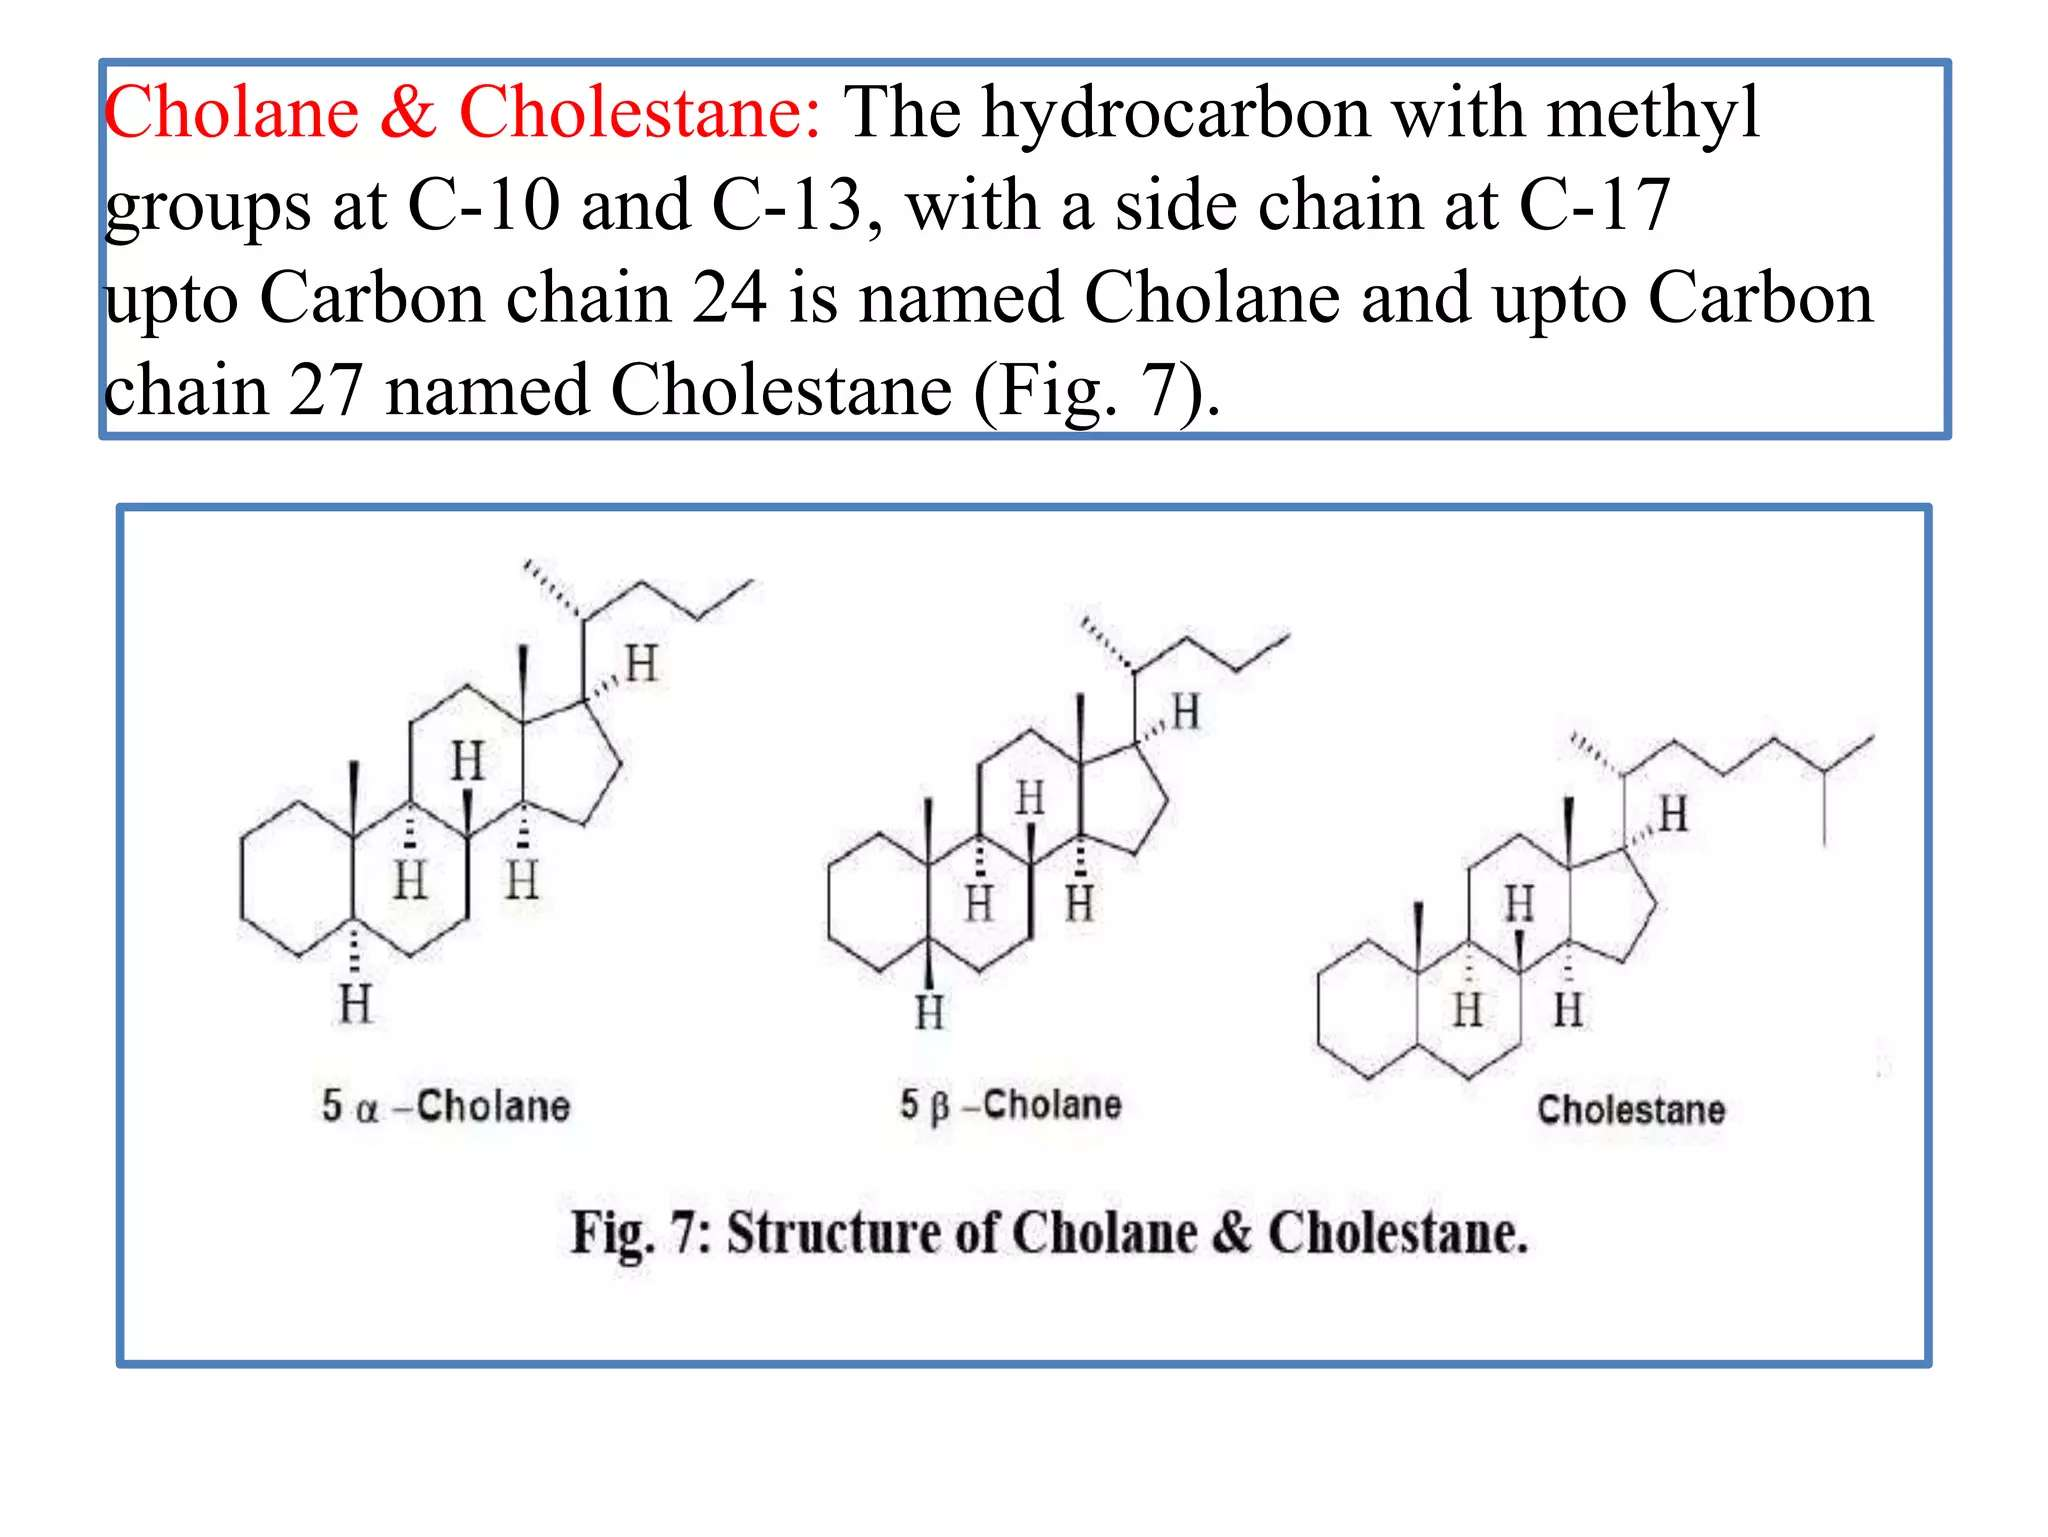 Cholane & Cholestane: The hydrocarbon with methyl
groups at C-10 and C-13, with a side chain at C-17
upto Carbon chain 24 is named Cholane and upto Carbon
chain 27 named Cholestane (Fig. 7).
H
H
H
H
H
5 α –Cholane
H
H
H
H
H
5 β –Cholane
H
H
H
H
Cholestane
Fig. 7: Structure of Cholane & Cholestane.